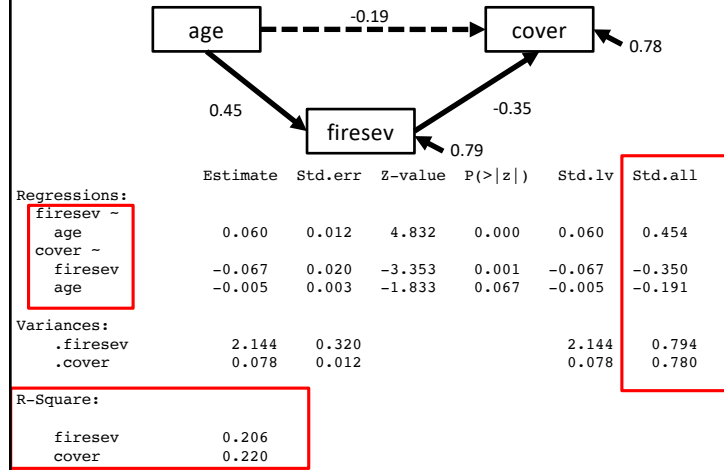 -0.19
age
cover
0.78
0.45
-0.35
firesev
0.79
Estimate Std.err Z-value P(>|z|) Std.lv Std.all
Regressions:
firesev ~
age 0.060 0.012 4.832 0.000 0.060 0.454
cover ~
firesev -0.067 0.020 -3.353 0.001 -0.067 -0.350
age -0.005 0.003 -1.833 0.067 -0.005 -0.191
Variances:
.firesev 2.144 0.320 2.144 0.794
.cover 0.078 0.012 0.078 0.780
R-Square:
firesev 0.206
cover 0.220